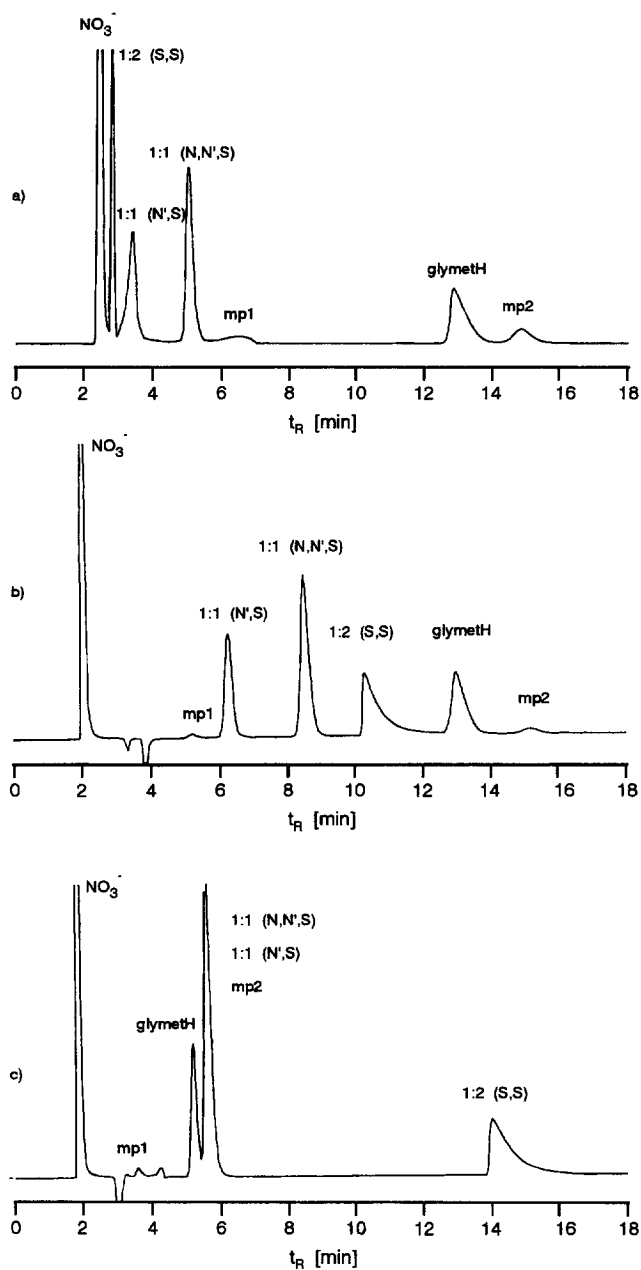 NO3-
1:2 (S,S)
1:1 (N,N',S)
a)
1:1 (N',S)
mp1
glymetH
mp2
0 2 4 6 8 10 12 14 16 18
tR [min]
NO3-
1:1 (N,N',S)
b)
1:1 (N',S)
1:2 (S,S)
glymetH
mp1
mp2
0 2 4 6 8 10 12 14 16 18
tR [min]
NO3-
1:1 (N,N',S)
1:1 (N',S)
mp2
glymetH
c)
mp1
1:2 (S,S)
0 2 4 6 8 10 12 14 16 18
tR [min]